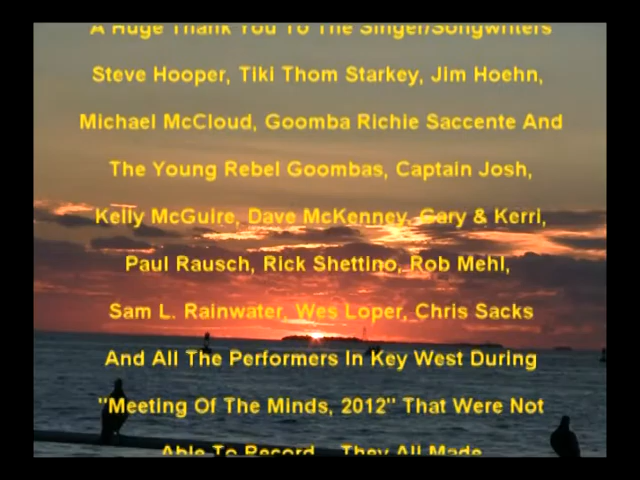 A Huge Thank You To The Singer/Songwriters
Steve Hooper, Tiki Thom Starkey, Jim Hoehn,
Michael McCloud, Goomba Richie Saccente And
The Young Rebel Goombas, Captain Josh,
Kelly McGuire, Dave McKenney, Gary & Kerri,
Paul Rausch, Rick Shettino, Rob Mehl,
Sam L. Rainwater, Wes Loper, Chris Sacks
And All The Performers In Key West During
"Meeting Of The Minds, 2012" That Were Not
Able To Record... They All Made